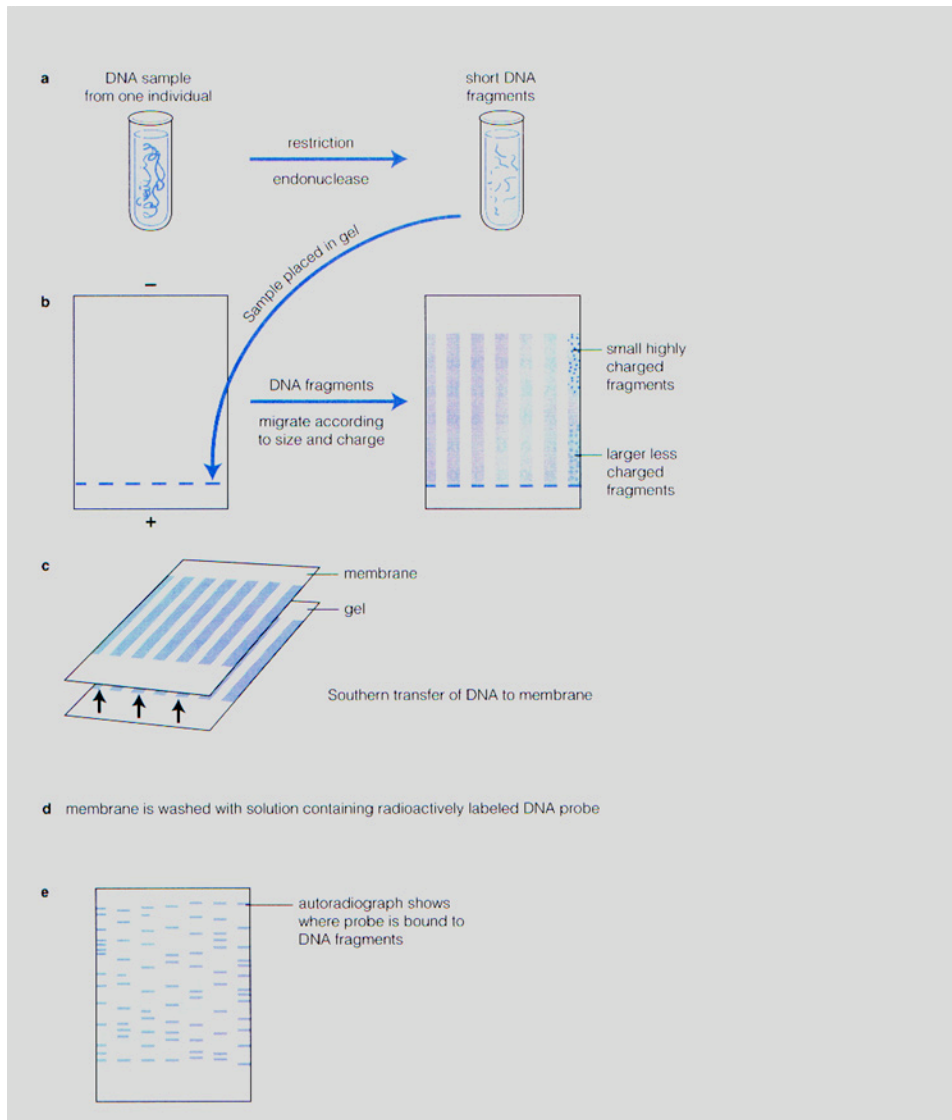 a
DNA sample
from one individual
short DNA
fragments
restriction
endonuclease
Sample placed in gel
b
−
DNA fragments
migrate according
to size and charge
small highly
charged
fragments
larger less
charged
fragments
+
c
membrane
gel
Southern transfer of DNA to membrane
d membrane is washed with solution containing radioactively labeled DNA probe
e
autoradiograph shows
where probe is bound to
DNA fragments